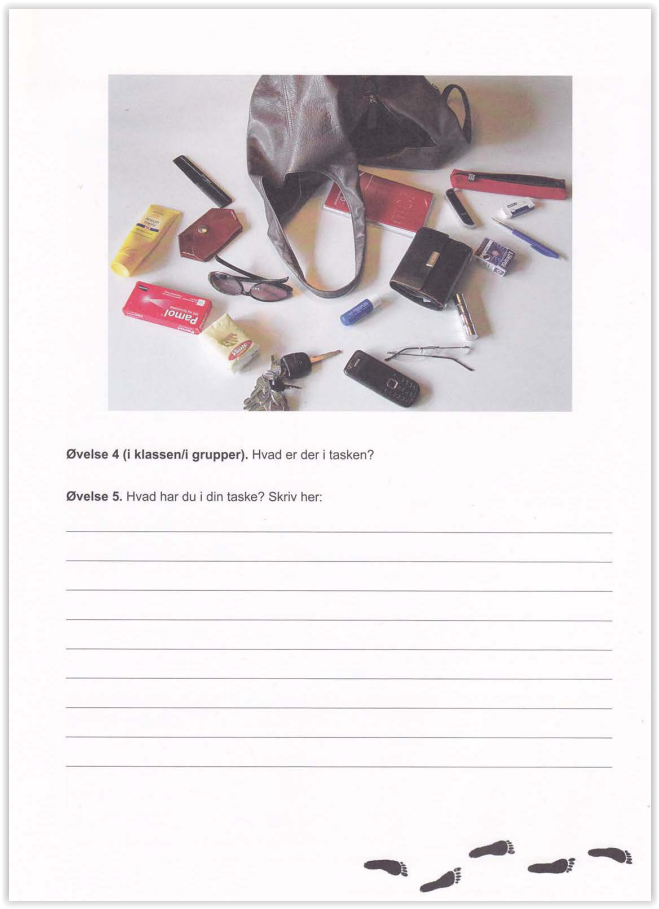 Pamol
Øvelse 4 (i klassen/i grupper). Hvad er der i tasken?
Øvelse 5. Hvad har du i din taske? Skriv her: